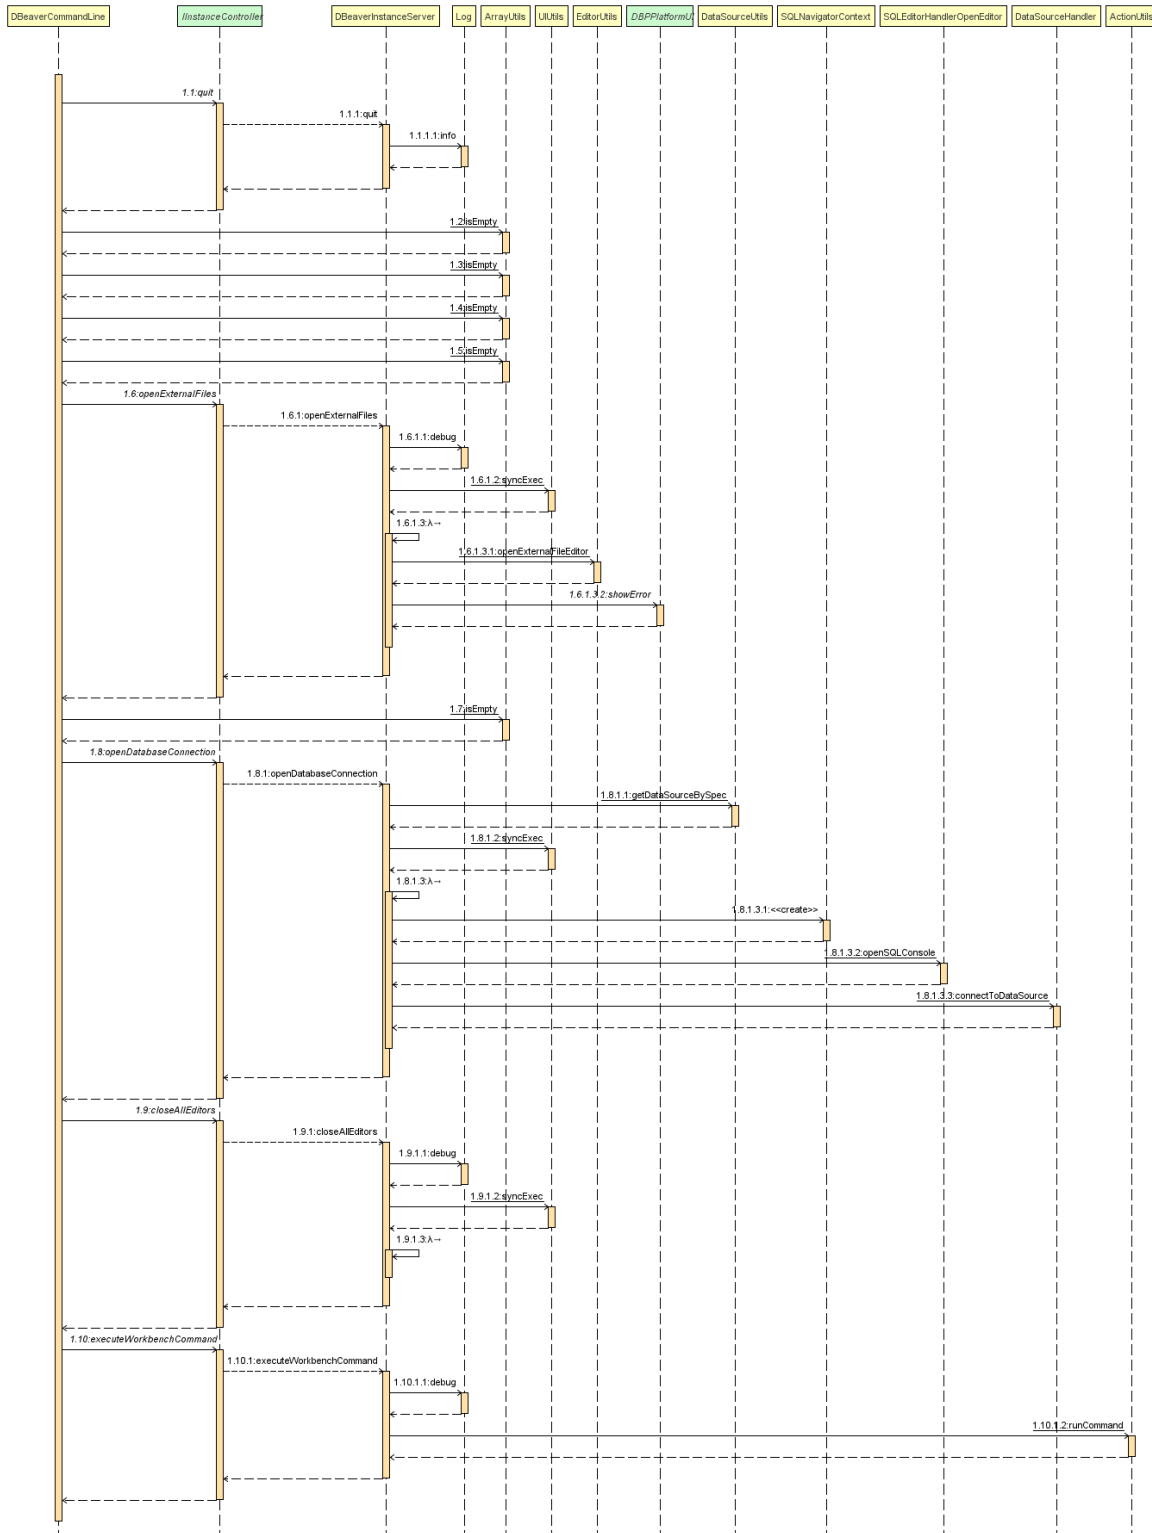 DBeaverCommandLine
IInstanceController
DBeaverInstanceServer
Log
ArrayUtils
UIUtils
EditorUtils
DBPPlatformU
DataSourceUtils
SQLNavigatorContext
SQLEditorHandlerOpenEditor
DataSourceHandler
ActionUtils
1.1:quit
1.1.1:quit
1.1.1.1:info
1.2:isEmpty
1.3:isEmpty
1.4:isEmpty
1.5:isEmpty
1.6:openExternalFiles
1.6.1:openExternalFiles
1.6.1.1:debug
1.6.1.2:syncExec
1.6.1.3:λ→
1.6.1.3.1:openExternalFileEditor
1.6.1.3.2:showError
1.7:isEmpty
1.8:openDatabaseConnection
1.8.1:openDatabaseConnection
1.8.1.1:getDataSourceBySpec
1.8.1.2:syncExec
1.8.1.3:λ→
1.8.1.3.1:<<create>>
1.8.1.3.2:openSQLConsole
1.8.1.3.3:connectToDataSource
1.9:closeAllEditors
1.9.1:closeAllEditors
1.9.1.1:debug
1.9.1.2:syncExec
1.9.1.3:λ→
1.10:executeWorkbenchCommand
1.10.1:executeWorkbenchCommand
1.10.1.1:debug
1.10.1.2:runCommand